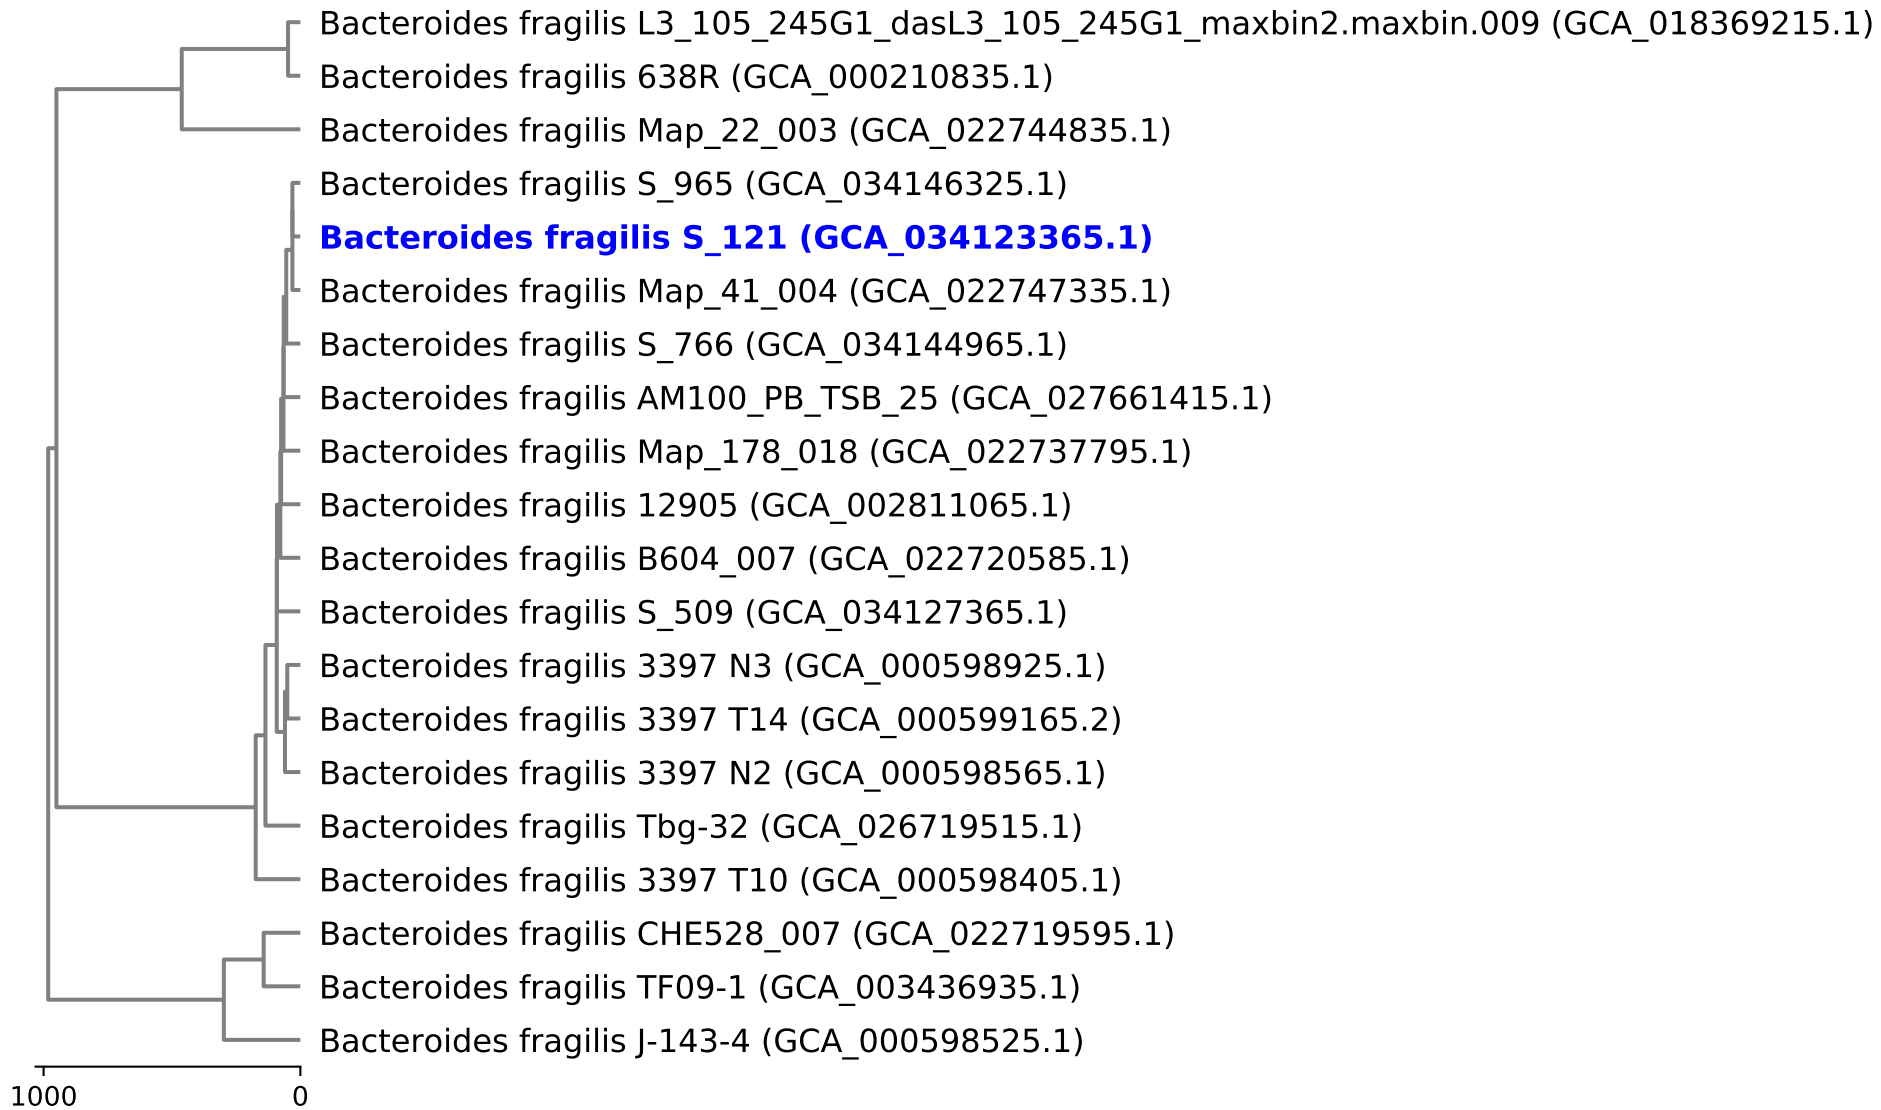 Bacteroides fragilis L3_105_245G1_dasL3_105_245G1_maxbin2.maxbin.009 (GCA_018369215.1)
Bacteroides fragilis 638R (GCA_000210835.1)
Bacteroides fragilis Map_22_003 (GCA_022744835.1)
Bacteroides fragilis S_965 (GCA_034146325.1)
Bacteroides fragilis S_121 (GCA_034123365.1)
Bacteroides fragilis Map_41_004 (GCA_022747335.1)
Bacteroides fragilis S_766 (GCA_034144965.1)
Bacteroides fragilis AM100_PB_TSB_25 (GCA_027661415.1)
Bacteroides fragilis Map_178_018 (GCA_022737795.1)
Bacteroides fragilis 12905 (GCA_002811065.1)
Bacteroides fragilis B604_007 (GCA_022720585.1)
Bacteroides fragilis S_509 (GCA_034127365.1)
Bacteroides fragilis 3397 N3 (GCA_000598925.1)
Bacteroides fragilis 3397 T14 (GCA_000599165.2)
Bacteroides fragilis 3397 N2 (GCA_000598565.1)
Bacteroides fragilis Tbg-32 (GCA_026719515.1)
Bacteroides fragilis 3397 T10 (GCA_000598405.1)
Bacteroides fragilis CHE528_007 (GCA_022719595.1)
Bacteroides fragilis TF09-1 (GCA_003436935.1)
Bacteroides fragilis J-143-4 (GCA_000598525.1)
1000 0